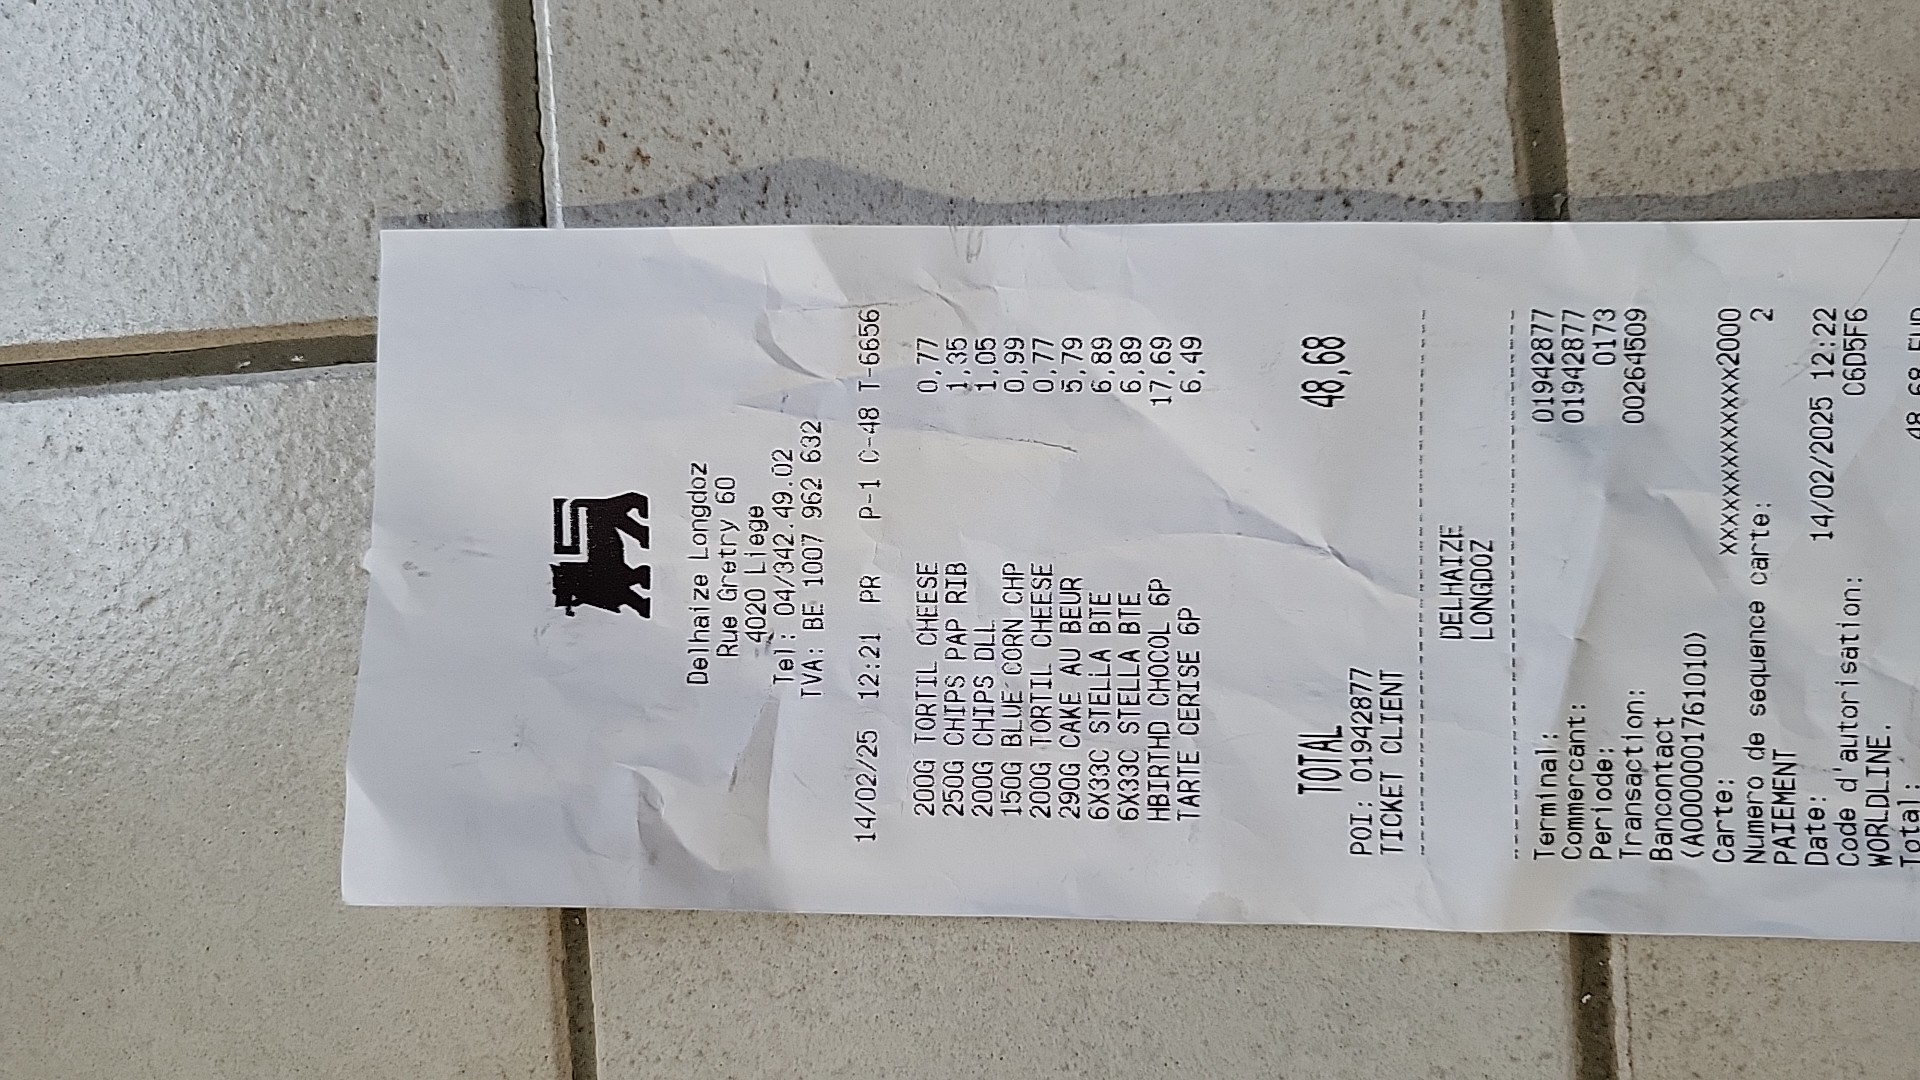 Delhaize Longdoz
Rue Gretry 60
4020 Liege
Tel : 04/342.49.02
TVA: BE 1007 962 632
14/02/25 12:21 PR P-1 C-48 T-6656
200G TORTIL CHEESE 0,77
250G CHIPS PAP RIB 1,35
200G CHIPS DLL 1,05
150G BLUE CORN CHP 0,99
200G TORTIL CHEESE 0,77
290G CAKE AU BEUR 5,79
6X33C STELLA BTE 6,89
6X33C STELLA BTE 6,89
HBIRTHD CHOCOL 6P 17,69
TARTE CERISE 6P 6,49
TOTAL 48,68
POI: 01942877
TICKET CLIENT
DELHAIZE
LONGDOZ
Terminal: 01942877
Commercant: 01942877
Periode: 0173
Transaction: 00264509
Bancontact
(A0000001761010)
Carte: xxxxxxxxxxxxxxx2000
Numero de sequence carte: 2
PAIEMENT
Date: 14/02/2025 12:22
Code d'autorisation: C6D5F6
WORLDLINE.
Total: 48,68 EUR